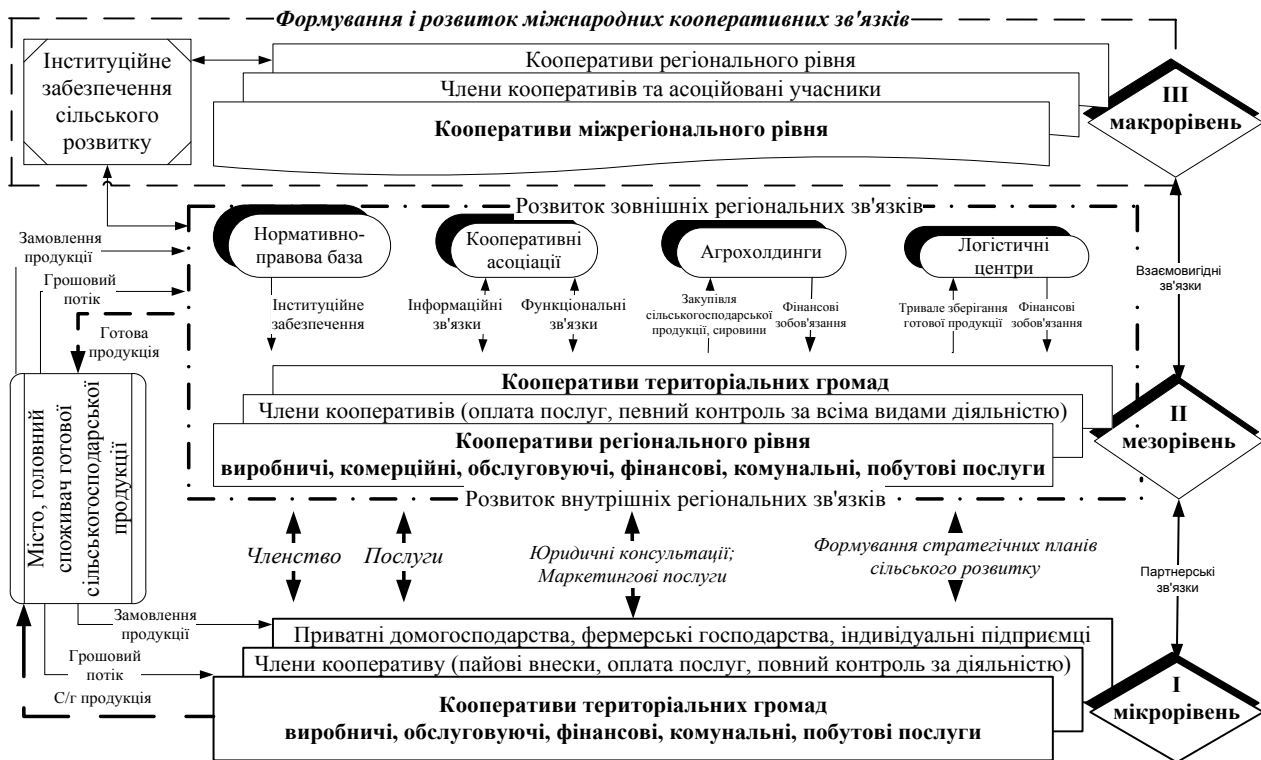 Формування і розвиток міжнародних кооперативних зв'язків
Інституційне
забезпечення
сільського
розвитку
Кооперативи регіонального рівня
Члени кооперативів та асоційовані учасники
Кооперативи міжрегіонального рівня
III
макрорівень
Розвиток зовнішніх регіональних зв'язків
Замовлення
продукції
Грошовий
потік
Готова
продукція
Нормативно-
правова база
Кооперативні
асоціації
Агрохолдинги
Логістичні
центри
Взаємовигідні
зв'язки
Інституційне
забезпечення
Інформаційні
зв'язки
Функціональні
зв'язки
Закупівля
сільськогосподарської
продукції, сировини
Фінансові
зобов'язання
Тривале зберігання
готової продукції
Фінансові
зобов'язання
Кооперативи територіальних громад
Члени кооперативів (оплата послуг, певний контроль за всіма видами діяльністю)
Кооперативи регіонального рівня
виробничі, комерційні, обслуговуючі, фінансові, комунальні, побутові послуги
II
мезорівень
Розвиток внутрішніх регіональних зв'язків
Місто, головний
споживач готової
сільськогосподарської
продукції
Членство
Послуги
Юридичні консультації;
Маркетингові послуги
Формування стратегічних планів
сільського розвитку
Партнерські
зв'язки
Замовлення
продукції
Грошовий
потік
С/г продукція
Приватні домогосподарства, фермерські господарства, індивідуальні підприємці
Члени кооперативу (пайові внески, оплата послуг, повний контроль за діяльністю)
Кооперативи територіальних громад
виробничі, обслуговуючі, фінансові, комунальні, побутові послуги
I
мікрорівень